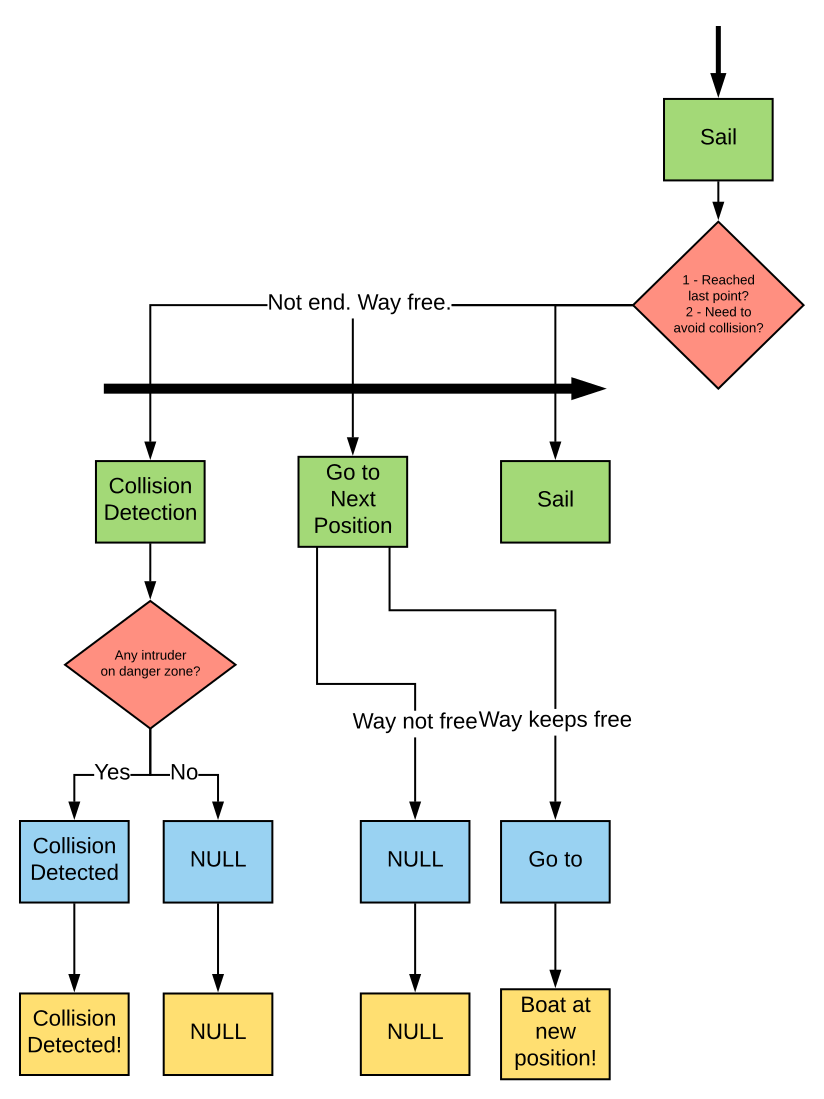 Sail
1 - Reached
last point?
2 - Need to
avoid collision?
Not end. Way free.
Collision
Detection
Go to
Next
Position
Sail
Any intruder
on danger zone?
Way not free
Way keeps free
Yes
No
Collision
Detected
NULL
NULL
Go to
Collision
Detected!
NULL
NULL
Boat at
new
position!